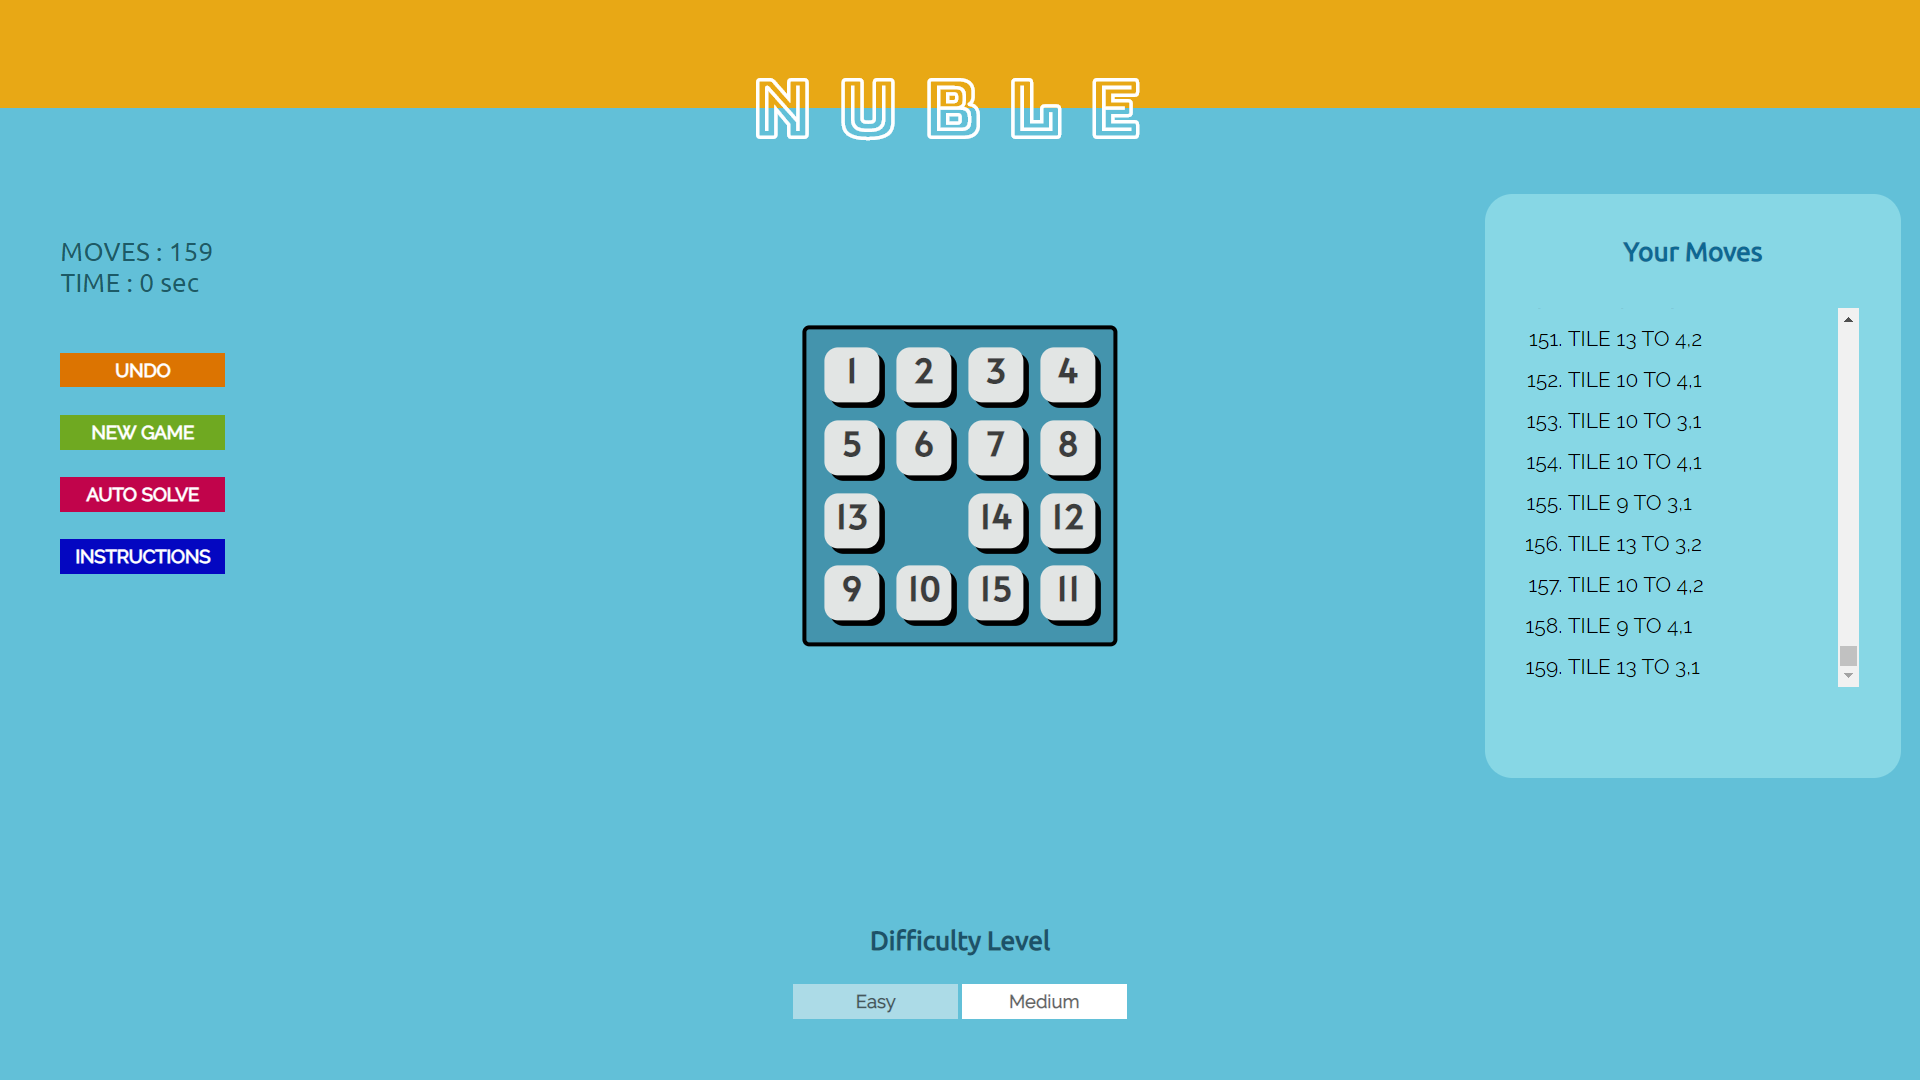 NUBLE
MOVES : 159
TIME : 0 sec
UNDO
NEW GAME
AUTO SOLVE
INSTRUCTIONS
1 2 3 4
5 6 7 8
13 14 12
9 10 15 11
Your Moves
151. TILE 13 TO 4,2
152. TILE 10 TO 4,1
153. TILE 10 TO 3,1
154. TILE 10 TO 4,1
155. TILE 9 TO 3,1
156. TILE 13 TO 3,2
157. TILE 10 TO 4,2
158. TILE 9 TO 4,1
159. TILE 13 TO 3,1
Difficulty Level
Easy
Medium